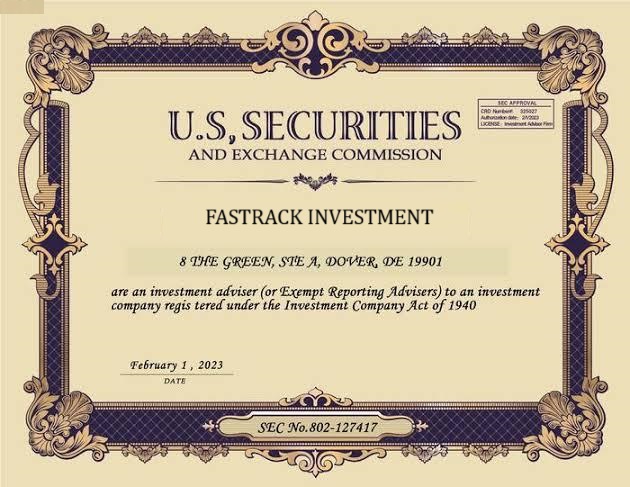 U.S, SECURITIES
AND EXCHANGE COMMISSION
SEC APPROVAL
CRD Number#: 325027
Authorization date: 2/1/2023
LICENSE: Investment Advisor Firm
FASTRACK INVESTMENT
8 THE GREEN, STE A, DOVER, DE 19901
are an investment adviser (or Exempt Reporting Advisers) to an investment
company regis tered under the Investment Company Act of 1940
February 1 , 2023
DATE
SEC No.802-127417